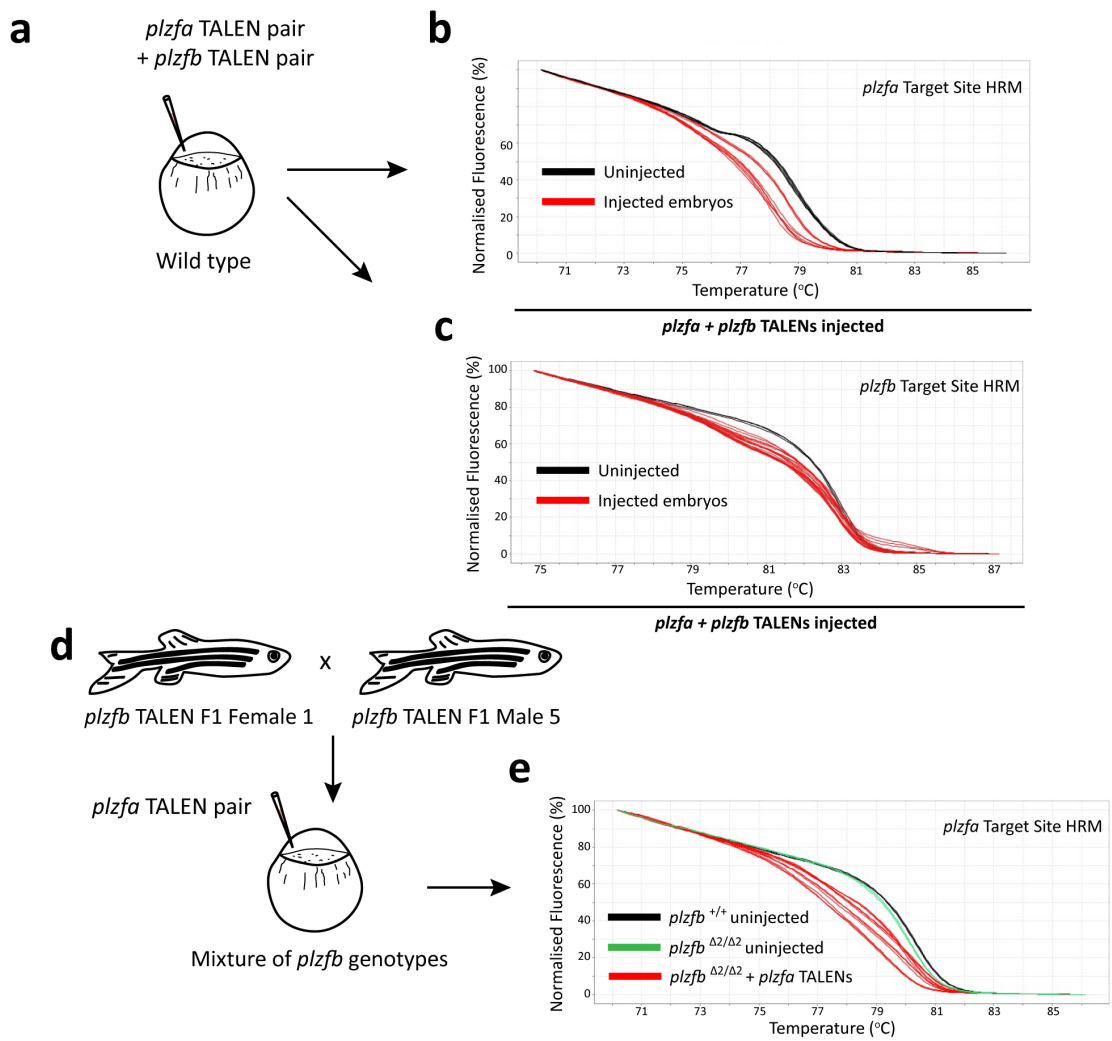 a
plzfa TALEN pair
+ plzfb TALEN pair
Wild type
b
plzfa Target Site HRM
Normalised Fluorescence (%)
60
40
20
0
Uninjected
Injected embryos
71 73 75 77 79 81 83 85
Temperature (°C)
plzfa + plzfb TALENs injected
c
plzfb Target Site HRM
Normalised Fluorescence (%)
100
80
60
40
20
0
Uninjected
Injected embryos
75 77 79 81 83 85 87
Temperature (°C)
plzfa + plzfb TALENs injected
d
x
plzfb TALEN F1 Female 1
plzfb TALEN F1 Male 5
plzfa TALEN pair
Mixture of plzfb genotypes
e
plzfa Target Site HRM
Normalised Fluorescence (%)
100
80
60
40
20
0
plzfb +/+ uninjected
plzfb Δ2/Δ2 uninjected
plzfb Δ2/Δ2 + plzfa TALENs
71 73 75 77 79 81 83 85
Temperature (°C)